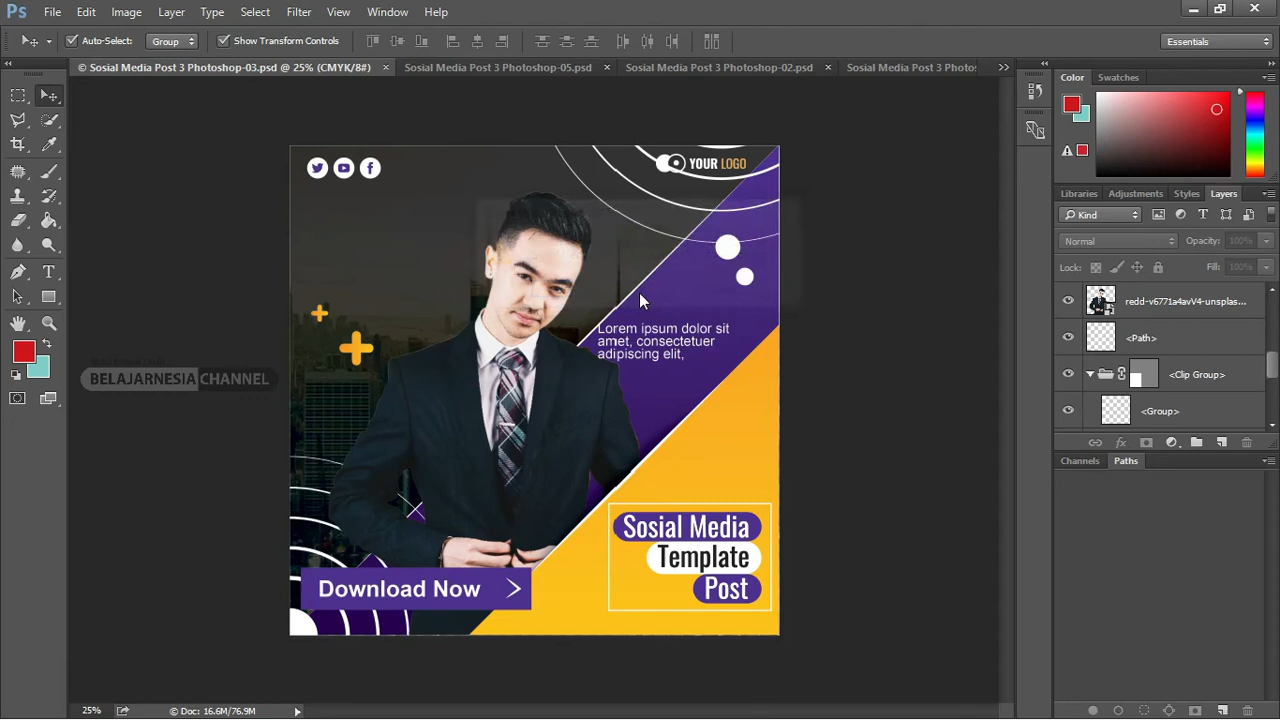 Ps File Edit Image Layer Type Select Filter View Window Help
Auto-Select: Group Show Transform Controls Essentials
© Sosial Media Post 3 Photoshop-03.psd @ 25% (CMYK/8#) × Sosial Media Post 3 Photoshop-05.psd × Sosial Media Post 3 Photoshop-02.psd × Sosial Media Post 3 Photos
Color Swatches
YOUR LOGO
Lorem ipsum dolor sit
amet, consectetuer
adipiscing elit,
BELAJARNESIA CHANNEL
Sosial Media
Template
Post
Download Now
Libraries Adjustments Styles Layers
Kind
Normal Opacity: 100%
Lock: Fill: 100%
redd-v6771a4avV4-unsplas...
<Path>
<Clip Group>
<Group>
Channels Paths
25% © Doc: 16.6M/76.9M